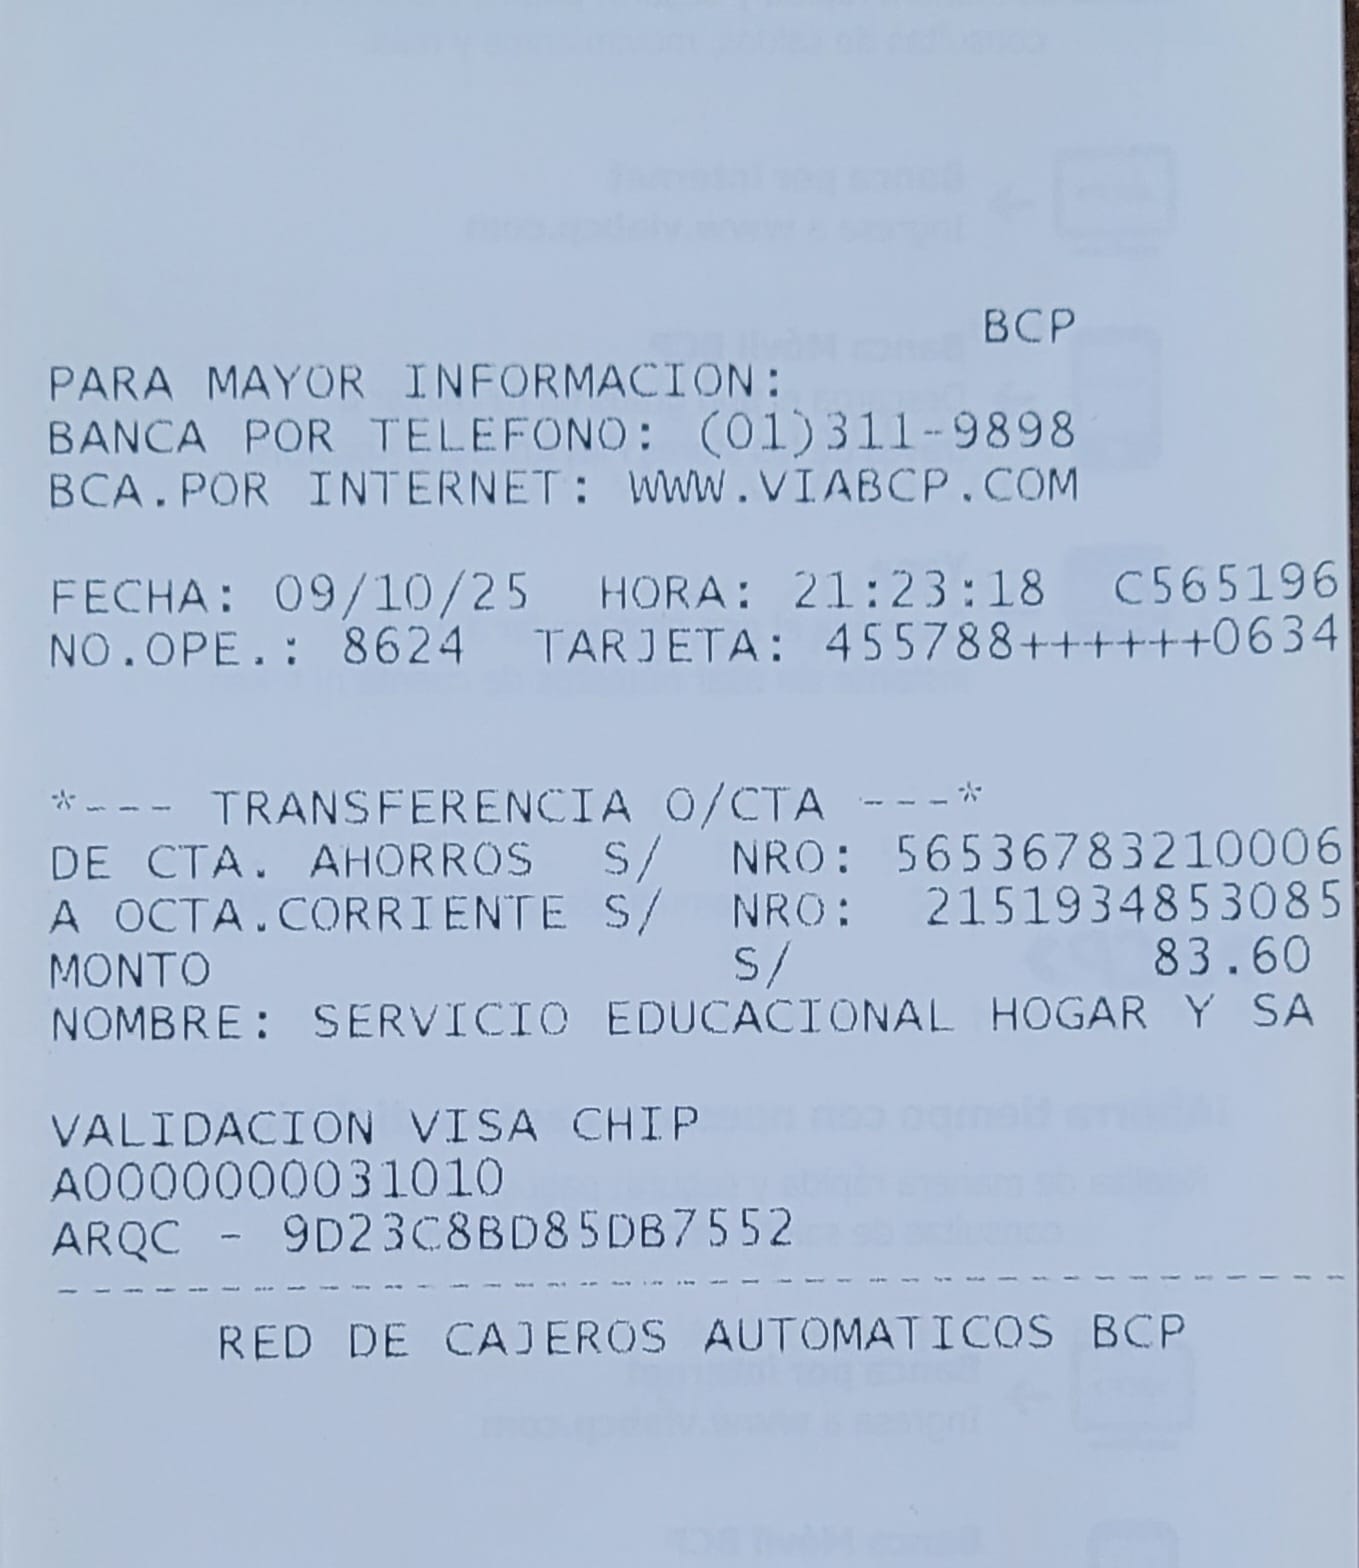 BCP
PARA MAYOR INFORMACION:
BANCA POR TELEFONO: (01)311-9898
BCA.POR INTERNET: WWW.VIABCP.COM
FECHA: 09/10/25 HORA: 21:23:18 C565196
NO.OPE.: 8624 TARJETA: 455788++++++0634
*--- TRANSFERENCIA O/CTA ---*
DE CTA. AHORROS S/ NRO: 56536783210006
A OCTA.CORRIENTE S/ NRO: 2151934853085
MONTO S/ 83.60
NOMBRE: SERVICIO EDUCACIONAL HOGAR Y SA
VALIDACION VISA CHIP
A0000000031010
ARQC - 9D23C8BD85DB7552
RED DE CAJEROS AUTOMATICOS BCP